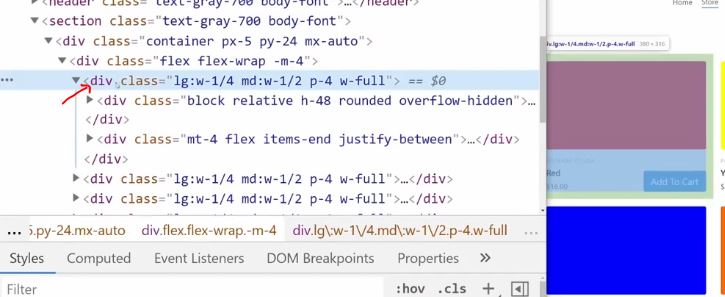 <header class="text-gray-700 body-font">…</header>
▼<section class="text-gray-700 body-font">
▼<div class="container px-5 py-24 mx-auto">
▼<div class="flex flex-wrap -m-4">
… ▼<div class="lg:w-1/4 md:w-1/2 p-4 w-full"> == $0
▶<div class="block relative h-48 rounded overflow-hidden">…
</div>
▶<div class="mt-4 flex items-end justify-between">…</div>
</div>
▶<div class="lg:w-1/4 md:w-1/2 p-4 w-full">…</div>
▶<div class="lg:w-1/4 md:w-1/2 p-4 w-full">…</div>
… 5.py-24.mx-auto div.flex.flex-wrap.-m-4 div.lg\:w-1\/4.md\:w-1\/2.p-4.w-full …
Styles Computed Event Listeners DOM Breakpoints Properties »
Filter :hov .cls +
Home Store
iv.lg:w-1/4.md:w-1/2.p-4.w-full 380 × 316
Red
$18.00
Add To Cart
Y